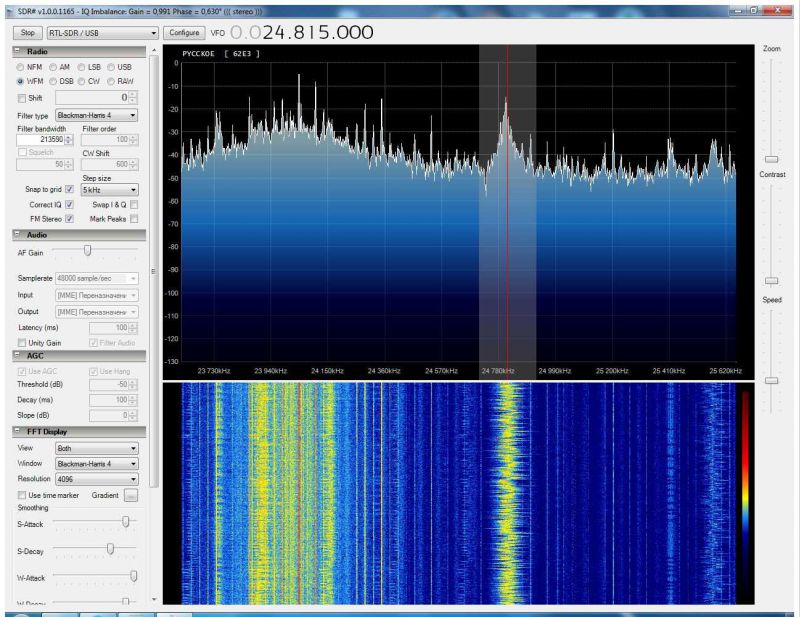 SDR# v1.0.0.1165 - IQ Imbalance: Gain = 0,991 Phase = 0,630° ((( stereo )))
Stop RTL-SDR / USB Configure VFO 0.024.815.000
Radio
NFM AM LSB USB
WFM DSB CW RAW
Shift 0
Filter type Blackman-Harris 4
Filter bandwidth Filter order
213590 100
Squelch CW Shift
50 600
Step size
Snap to grid 5 kHz
Correct IQ Swap I & Q
FM Stereo Mark Peaks
Audio
AF Gain
Samplerate 48000 sample/sec
Input [MME] Переназначени
Output [MME] Переназначени
Latency (ms) 100
Unity Gain Filter Audio
AGC
Use AGC Use Hang
Threshold (dB) -50
Decay (ms) 100
Slope (dB) 0
FFT Display
View Both
Window Blackman-Harris 4
Resolution 4096
Use time marker Gradient ...
Smoothing
S-Attack
S-Decay
W-Attack
W-Decay
РУССКОЕ [ 62E3 ]
0
-10
-20
-30
-40
-50
-60
-70
-80
-90
-100
-110
-120
-130
23 730kHz 23 940kHz 24 150kHz 24 360kHz 24 570kHz 24 780kHz 24 990kHz 25 200kHz 25 410kHz 25 620kHz
Zoom
Contrast
Speed